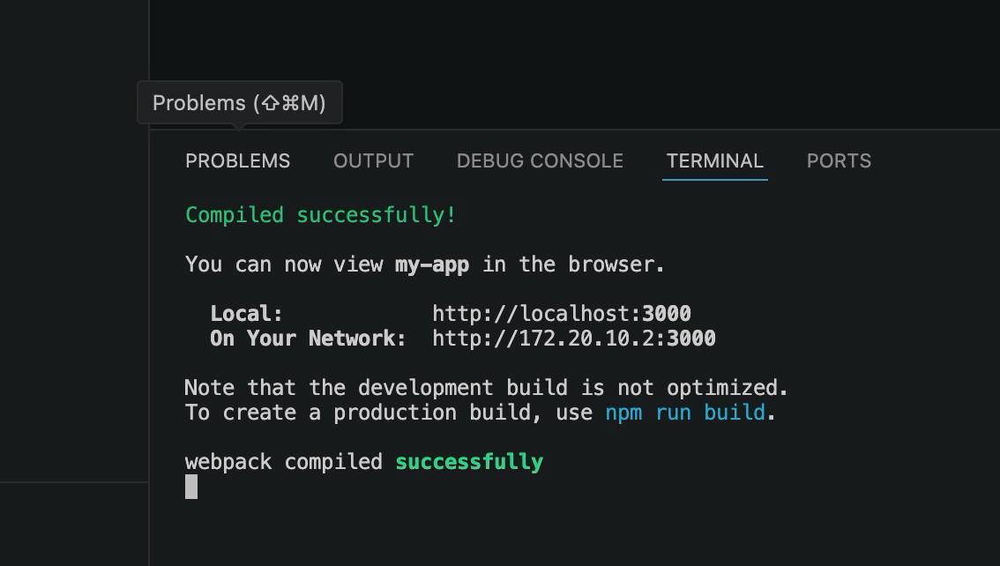 Problems (⇧⌘M)
PROBLEMS OUTPUT DEBUG CONSOLE TERMINAL PORTS
Compiled successfully!
You can now view my-app in the browser.
Local: http://localhost:3000
On Your Network: http://172.20.10.2:3000
Note that the development build is not optimized.
To create a production build, use npm run build.
webpack compiled successfully